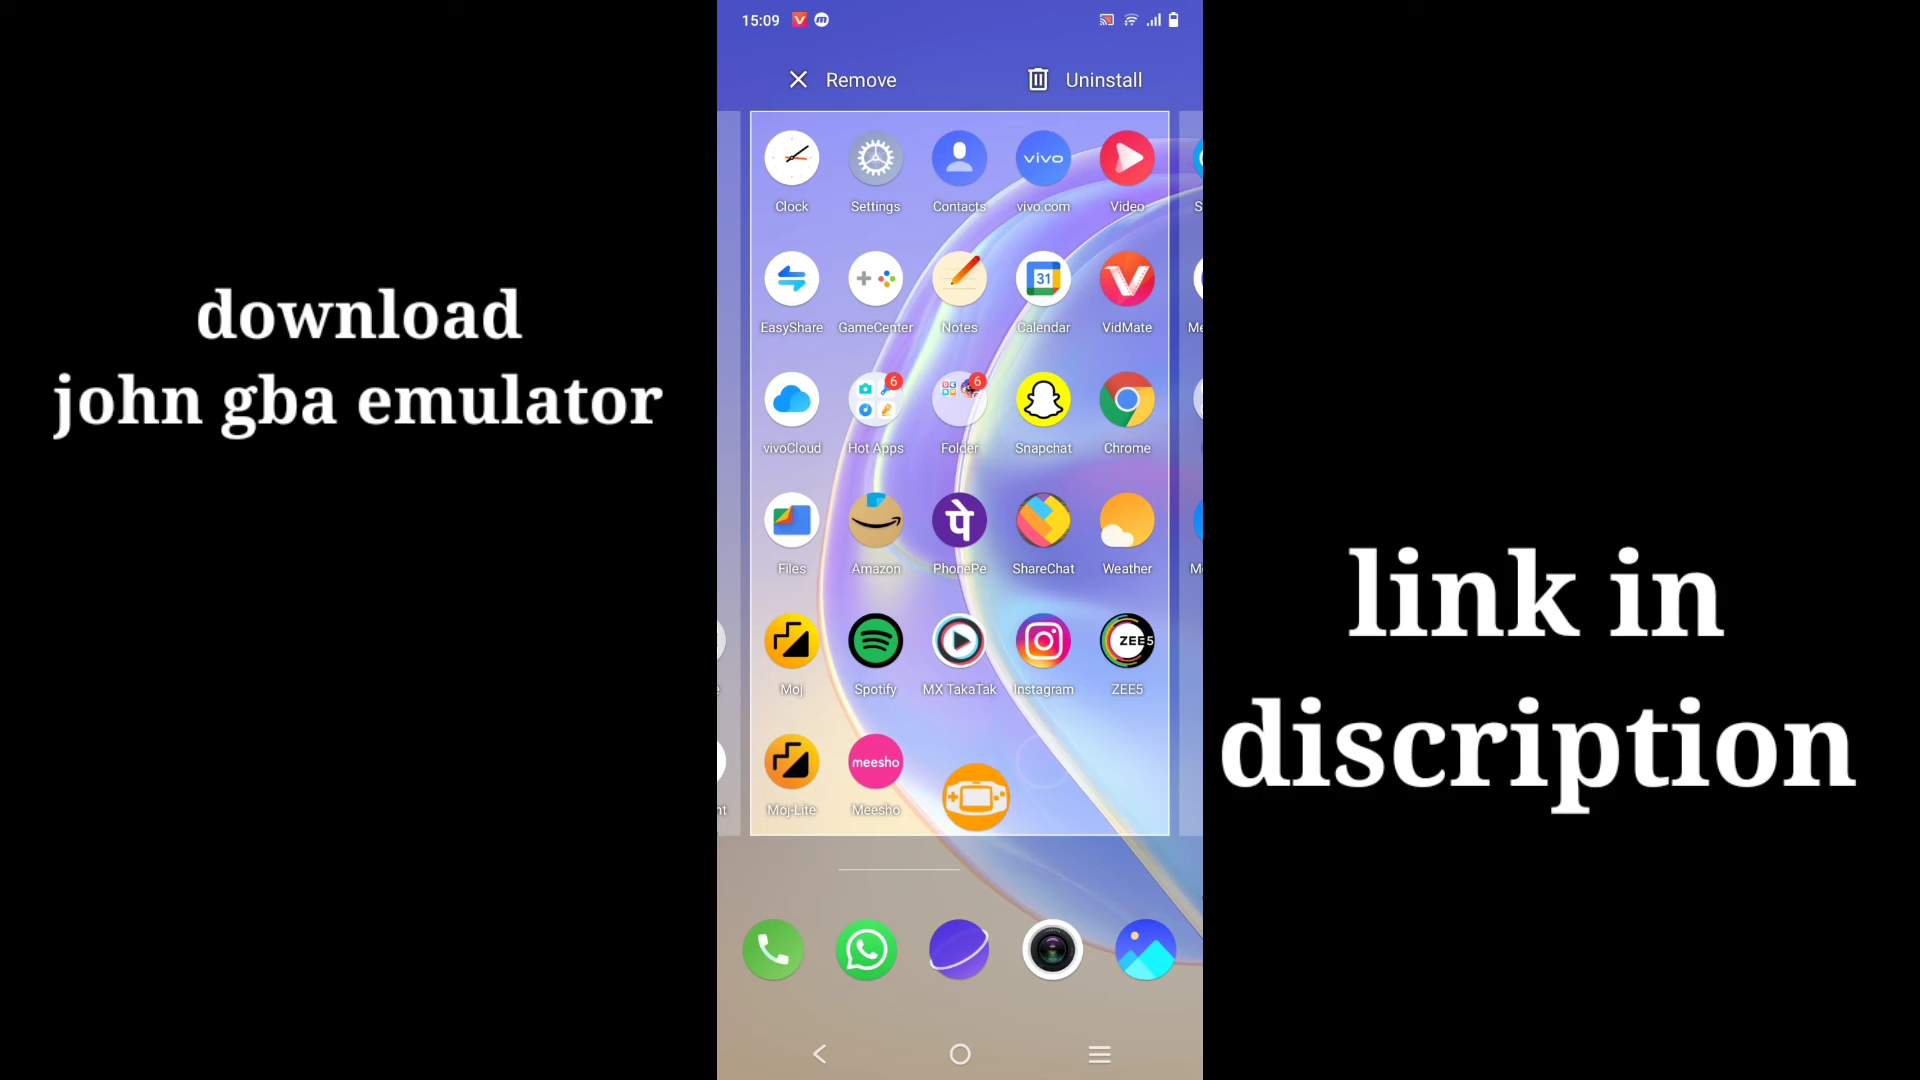 download
john gba emulator
link in
discription
15:09
Remove Uninstall
Clock Settings Contacts vivo vivo.com Video
31
EasyShare GameCenter Notes Calendar VidMate
6 6
vivoCloud Hot Apps Folder Snapchat Chrome
पे
Files Amazon PhonePe ShareChat Weather
ZEE5
Moj Spotify MX TakaTak Instagram ZEE5
meesho
Moj-Lite Meesho